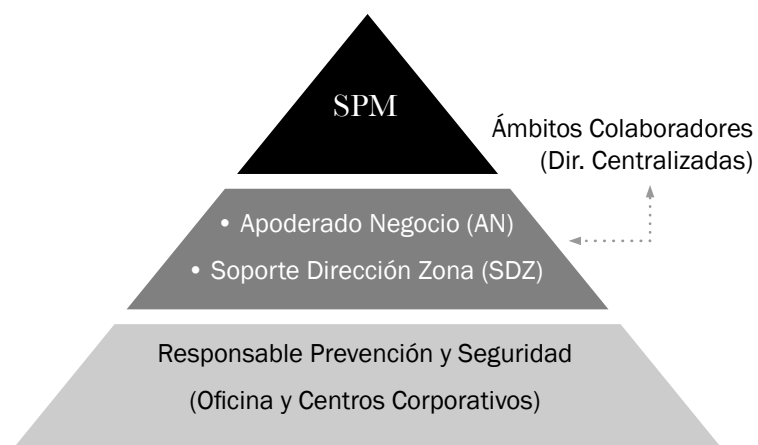 SPM
Ámbitos Colaboradores
(Dir. Centralizadas)
• Apoderado Negocio (AN)
• Soporte Dirección Zona (SDZ)
Responsable Prevención y Seguridad
(Oficina y Centros Corporativos)